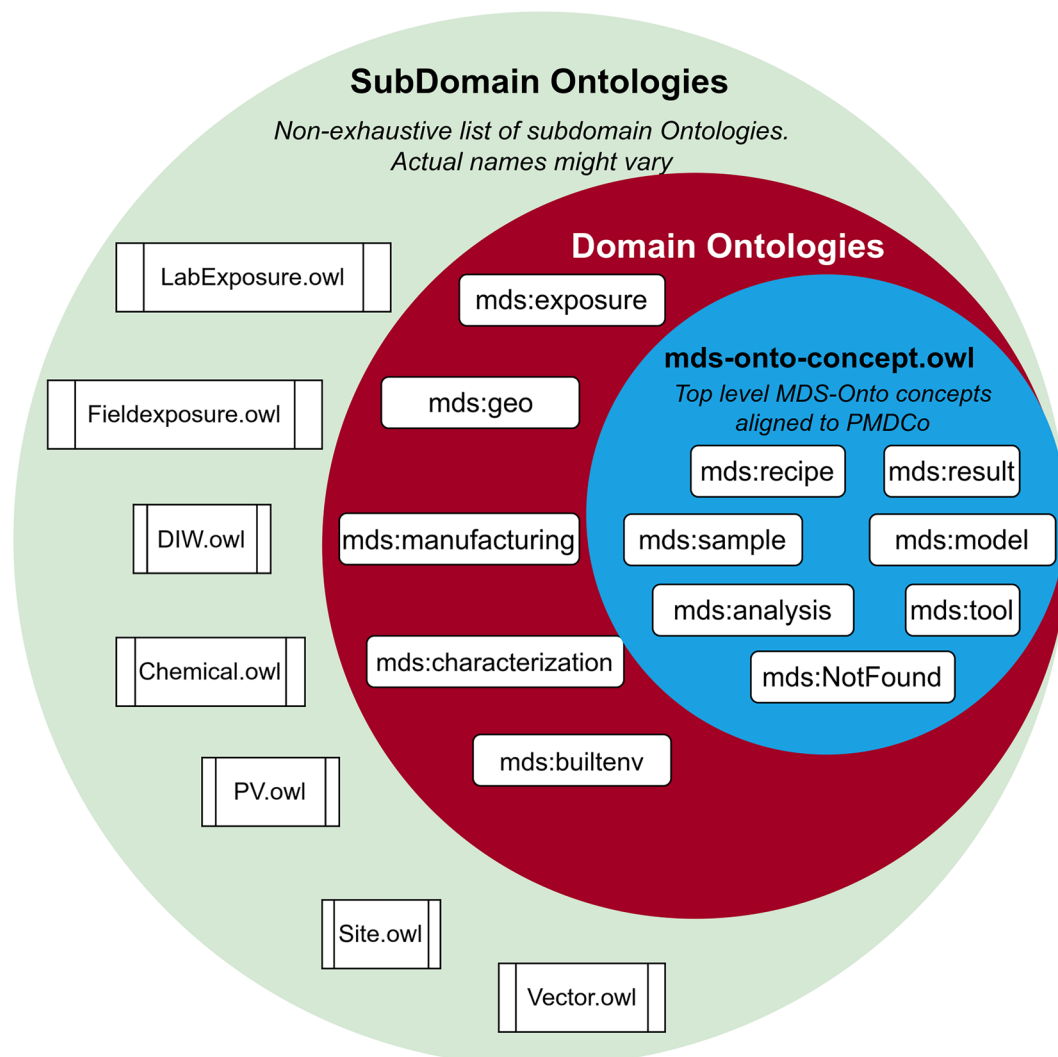 SubDomain Ontologies
Non-exhaustive list of subdomain Ontologies.
Actual names might vary
Domain Ontologies
LabExposure.owl
mds:exposure
mds-onto-concept.owl
Top level MDS-Onto concepts
aligned to PMDCo
Fieldexposure.owl
mds:geo
mds:recipe
mds:result
DIW.owl
mds:manufacturing
mds:sample
mds:model
mds:analysis
mds:tool
Chemical.owl
mds:characterization
mds:NotFound
PV.owl
mds:builtenv
Site.owl
Vector.owl